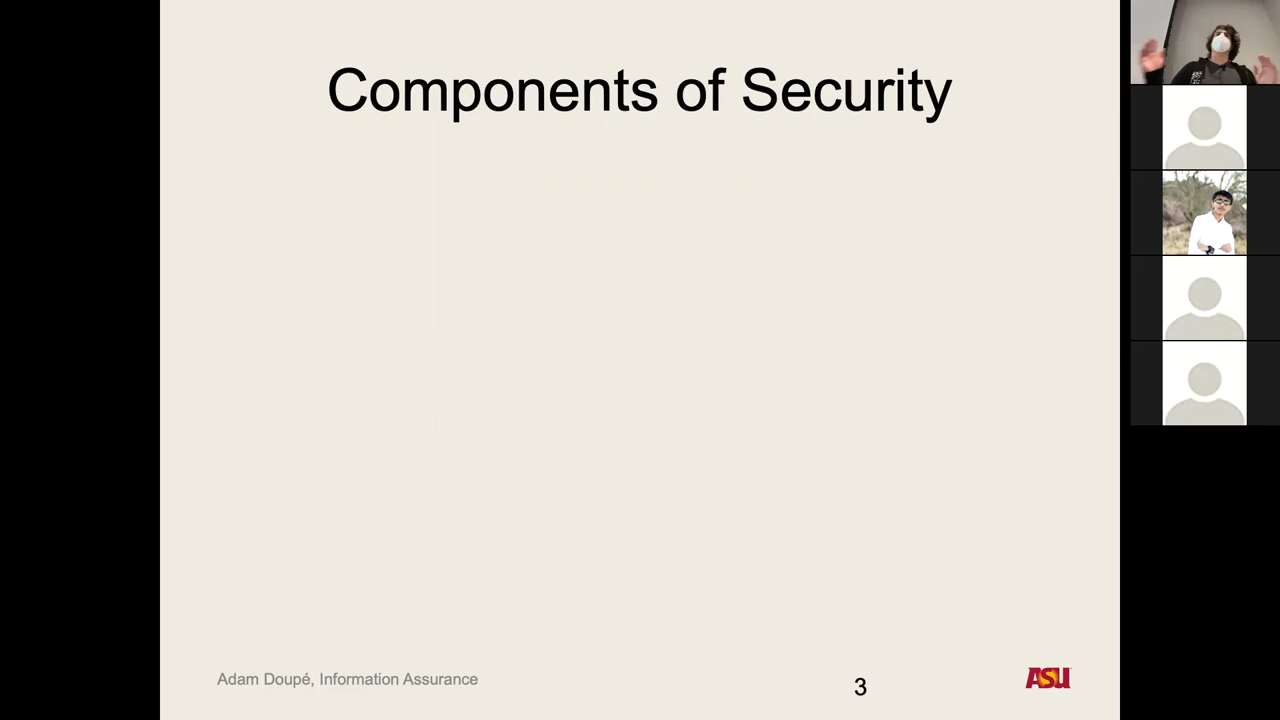 Components of Security
Adam Doupé, Information Assurance
3
ASU